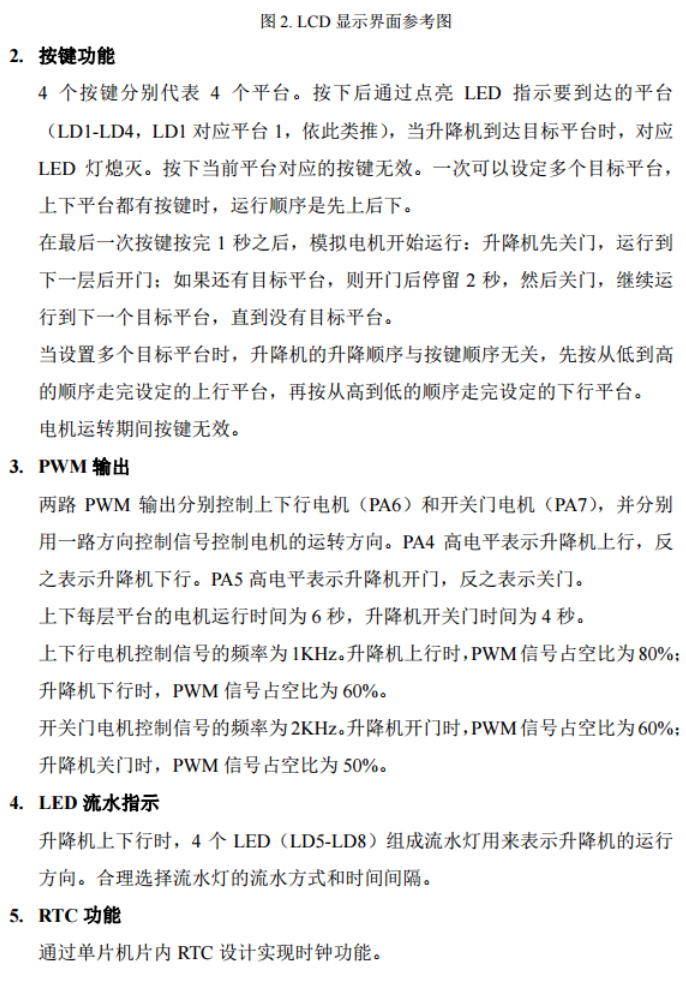 图 2. LCD 显示界面参考图
2. 按键功能
4 个按键分别代表 4 个平台。按下后通过点亮 LED 指示要到达的平台
（LD1-LD4，LD1 对应平台 1，依此类推），当升降机到达目标平台时，对应
LED 灯熄灭。按下当前平台对应的按键无效。一次可以设定多个目标平台，
上下平台都有按键时，运行顺序是先上后下。
在最后一次按键按完 1 秒之后，模拟电机开始运行：升降机先关门，运行到
下一层后开门；如果还有目标平台，则开门后停留 2 秒，然后关门，继续运
行到下一个目标平台，直到没有目标平台。
当设置多个目标平台时，升降机的升降顺序与按键顺序无关，先按从低到高
的顺序走完设定的上行平台，再按从高到低的顺序走完设定的下行平台。
电机运转期间按键无效。
3. PWM 输出
两路 PWM 输出分别控制上下行电机（PA6）和开关门电机（PA7），并分别
用一路方向控制信号控制电机的运转方向。PA4 高电平表示升降机上行，反
之表示升降机下行。PA5 高电平表示升降机开门，反之表示关门。
上下每层平台的电机运行时间为 6 秒，升降机开关门时间为 4 秒。
上下行电机控制信号的频率为 1KHz。升降机上行时，PWM 信号占空比为 80%；
升降机下行时，PWM 信号占空比为 60%。
开关门电机控制信号的频率为 2KHz。升降机开门时，PWM 信号占空比为 60%；
升降机关门时，PWM 信号占空比为 50%。
4. LED 流水指示
升降机上下行时，4 个 LED（LD5-LD8）组成流水灯用来表示升降机的运行
方向。合理选择流水灯的流水方式和时间间隔。
5. RTC 功能
通过单片机片内 RTC 设计实现时钟功能。